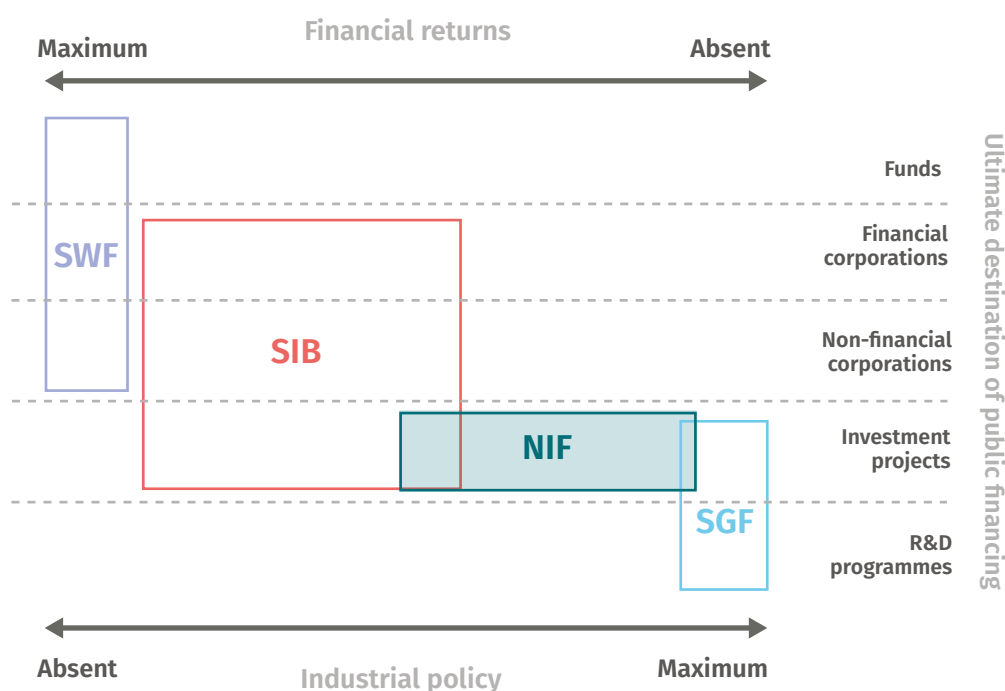 Financial returns
Maximum
Absent
Funds
SWF
Financial
corporations
SIB
Non-financial
corporations
NIF
Investment
projects
SGF
R&D
programmes
Ultimate destination of public financing
Absent
Maximum
Industrial policy